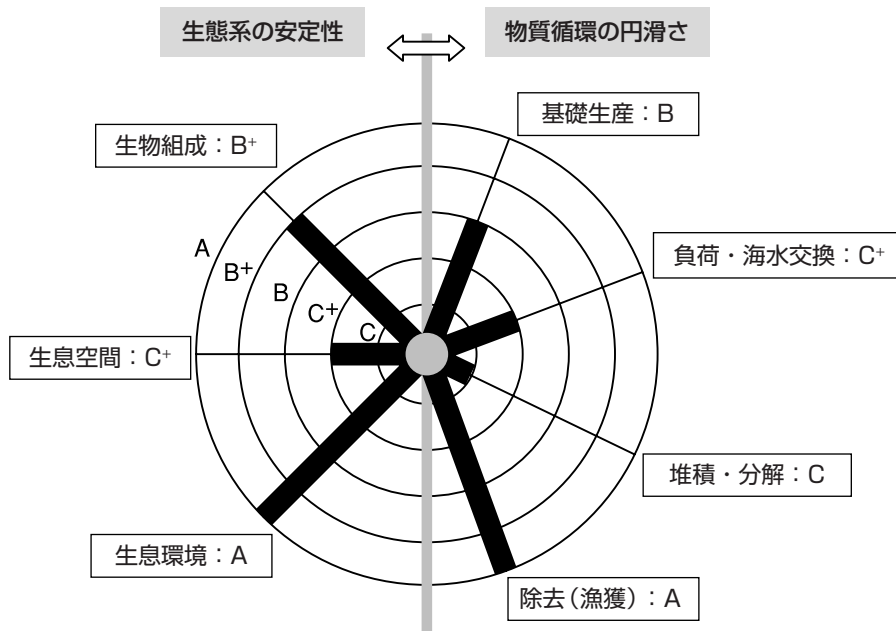 生態系の安定性
物質循環の円滑さ
基礎生産：B
生物組成：B⁺
A
B⁺
B
C⁺
C
負荷・海水交換：C⁺
生息空間：C⁺
堆積・分解：C
生息環境：A
除去（漁獲）：A